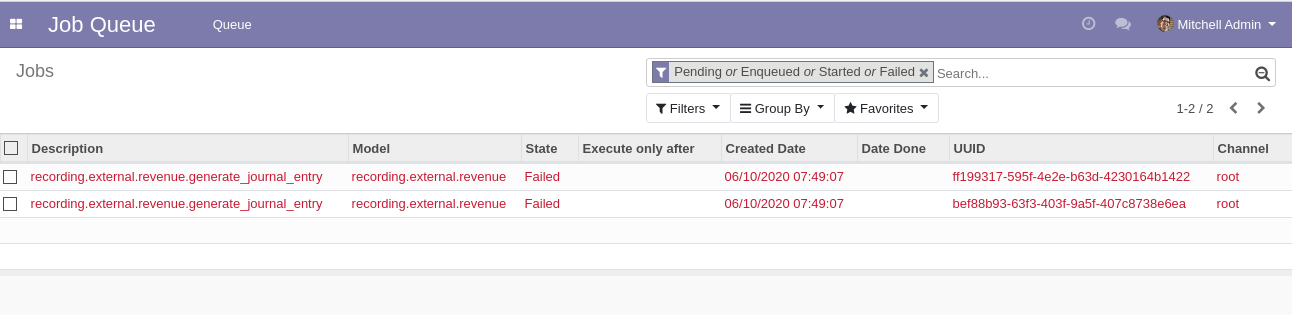 Job Queue Queue Mitchell Admin
Jobs
Pending or Enqueued or Started or Failed Search...
Filters Group By Favorites 1-2 / 2
Description Model State Execute only after Created Date Date Done UUID Channel
recording.external.revenue.generate_journal_entry recording.external.revenue Failed 06/10/2020 07:49:07 ff199317-595f-4e2e-b63d-4230164b1422 root
recording.external.revenue.generate_journal_entry recording.external.revenue Failed 06/10/2020 07:49:07 bef88b93-63f3-403f-9a5f-407c8738e6ea root